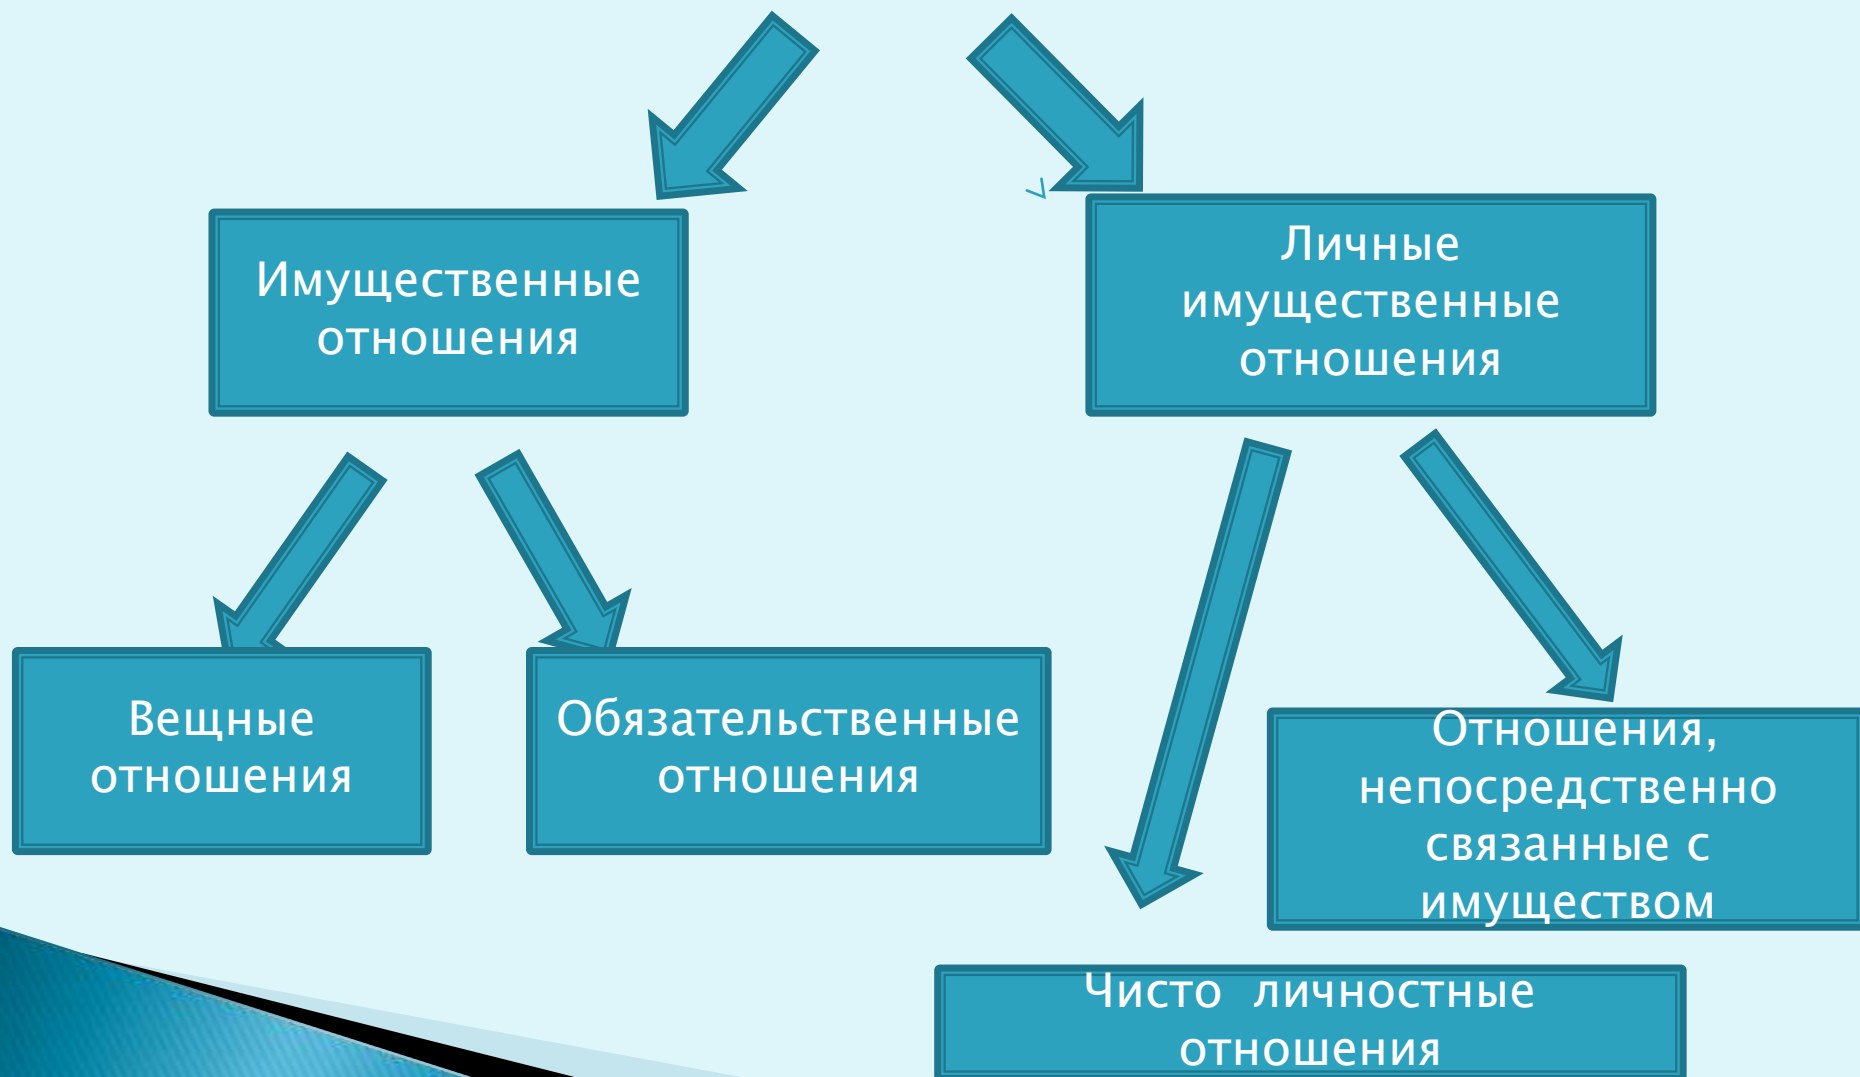 Имущественные
отношения
Личные
имущественные
отношения
Вещные
отношения
Обязательственные
отношения
Отношения,
непосредственно
связанные с
имуществом
Чисто личностные
отношения